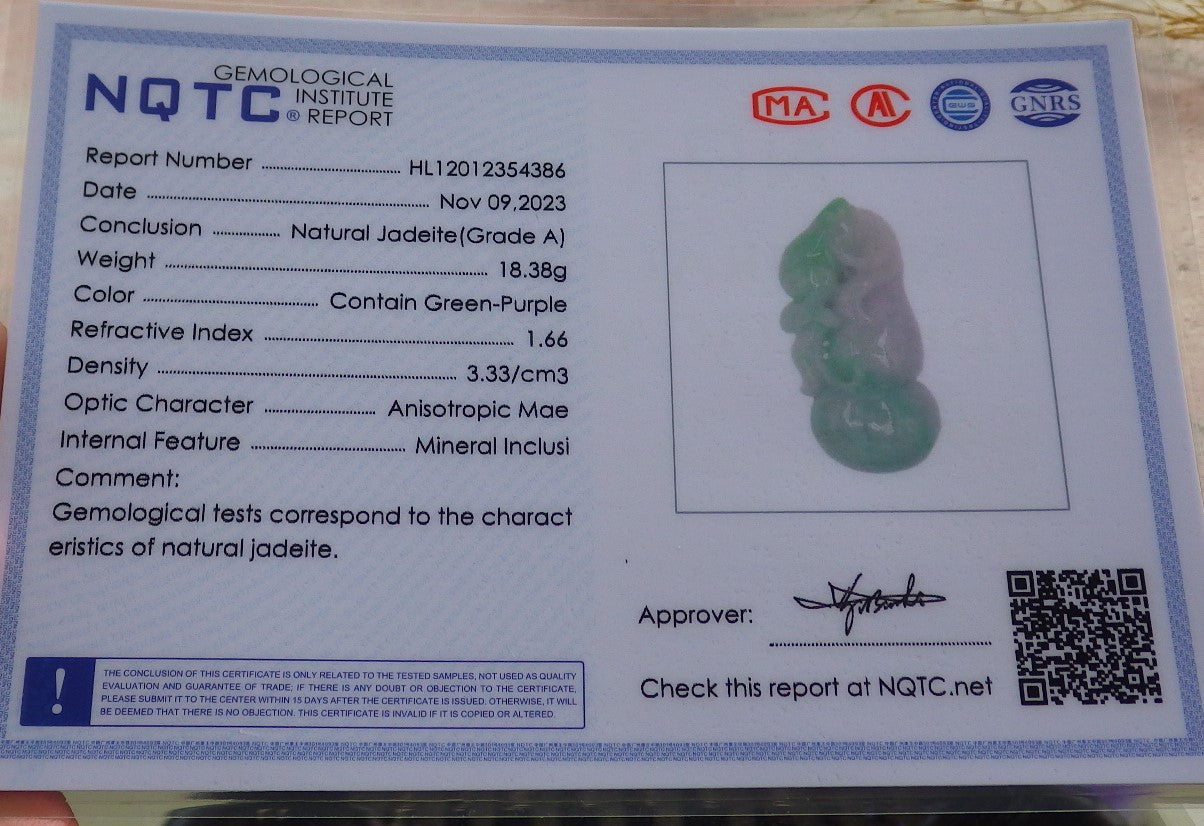 NQTC® GEMOLOGICAL INSTITUTE REPORT
MA
AL
GWS
GNRS
Report Number HL12012354386
Date Nov 09,2023
Conclusion Natural Jadeite(Grade A)
Weight 18.38g
Color Contain Green-Purple
Refractive Index 1.66
Density 3.33/cm3
Optic Character Anisotropic Mae
Internal Feature Mineral Inclusi
Comment:
Gemological tests correspond to the charact
eristics of natural jadeite.
Approver:
Check this report at NQTC.net
!
THE CONCLUSION OF THIS CERTIFICATE IS ONLY RELATED TO THE TESTED SAMPLES, NOT USED AS QUALITY
EVALUATION AND GUARANTEE OF TRADE; IF THERE IS ANY DOUBT OR OBJECTION TO THE CERTIFICATE,
PLEASE SUBMIT IT TO THE CENTER WITHIN 15 DAYS AFTER THE CERTIFICATE IS ISSUED. OTHERWISE, IT WILL
BE DEEMED THAT THERE IS NO OBJECTION. THIS CERTIFICATE IS INVALID IF IT IS COPIED OR ALTERED.